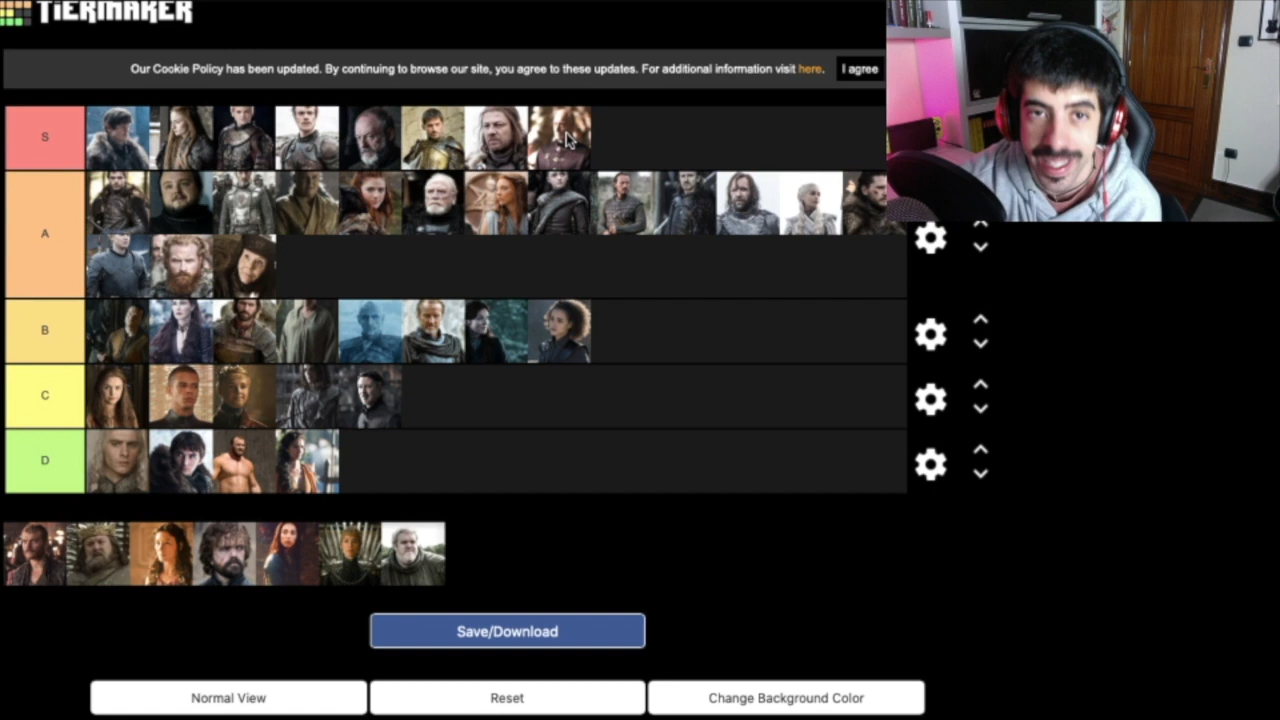 TIERMAKER
Our Cookie Policy has been updated. By continuing to browse our site, you agree to these updates. For additional information visit here. I agree
S
A
B
C
D
Save/Download
Normal View
Reset
Change Background Color